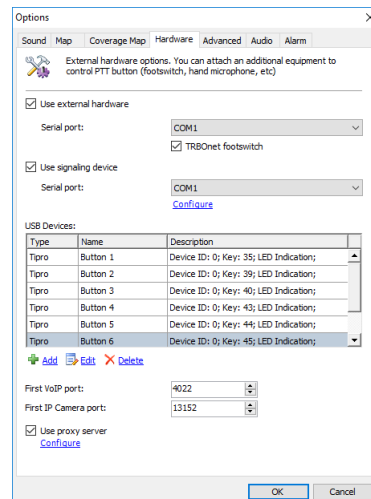 Options
Sound Map Coverage Map Hardware Advanced Audio Alarm
External hardware options. You can attach an additional equipment to
control PTT button (footswitch, hand microphone, etc)
Use external hardware
Serial port: COM1
TRBOnet footswitch
Use signaling device
Serial port: COM1
Configure
USB Devices:
Type Name Description
Tipro Button 1 Device ID: 0; Key: 35; LED Indication;
Tipro Button 2 Device ID: 0; Key: 39; LED Indication;
Tipro Button 3 Device ID: 0; Key: 40; LED Indication;
Tipro Button 4 Device ID: 0; Key: 43; LED Indication;
Tipro Button 5 Device ID: 0; Key: 44; LED Indication;
Tipro Button 6 Device ID: 0; Key: 45; LED Indication;
Add Edit Delete
First VoIP port: 4022
First IP Camera port: 13152
Use proxy server
Configure
OK Cancel